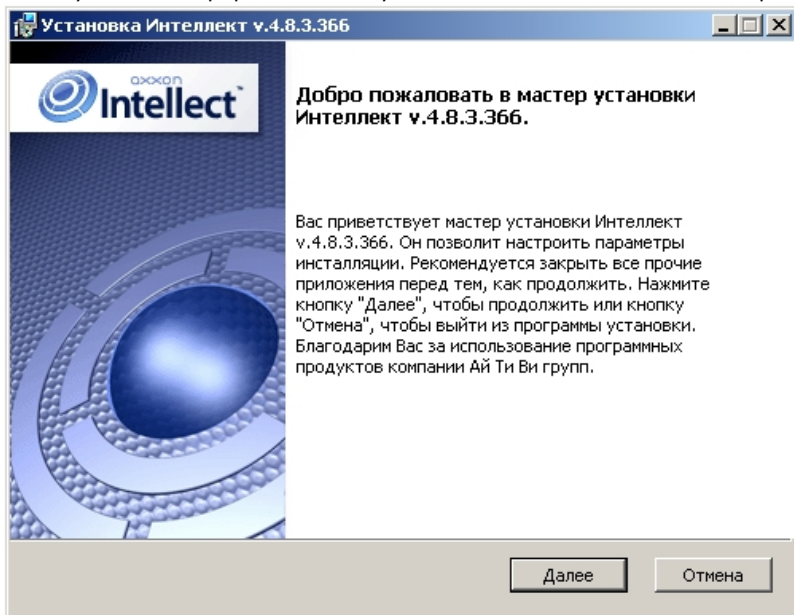 Установка Интеллект v.4.8.3.366
axxon
Intellect
Добро пожаловать в мастер установки
Интеллект v.4.8.3.366.
Вас приветствует мастер установки Интеллект
v.4.8.3.366. Он позволит настроить параметры
инсталляции. Рекомендуется закрыть все прочие
приложения перед тем, как продолжить. Нажмите
кнопку "Далее", чтобы продолжить или кнопку
"Отмена", чтобы выйти из программы установки.
Благодарим Вас за использование программных
продуктов компании Ай Ти Ви групп.
Далее
Отмена